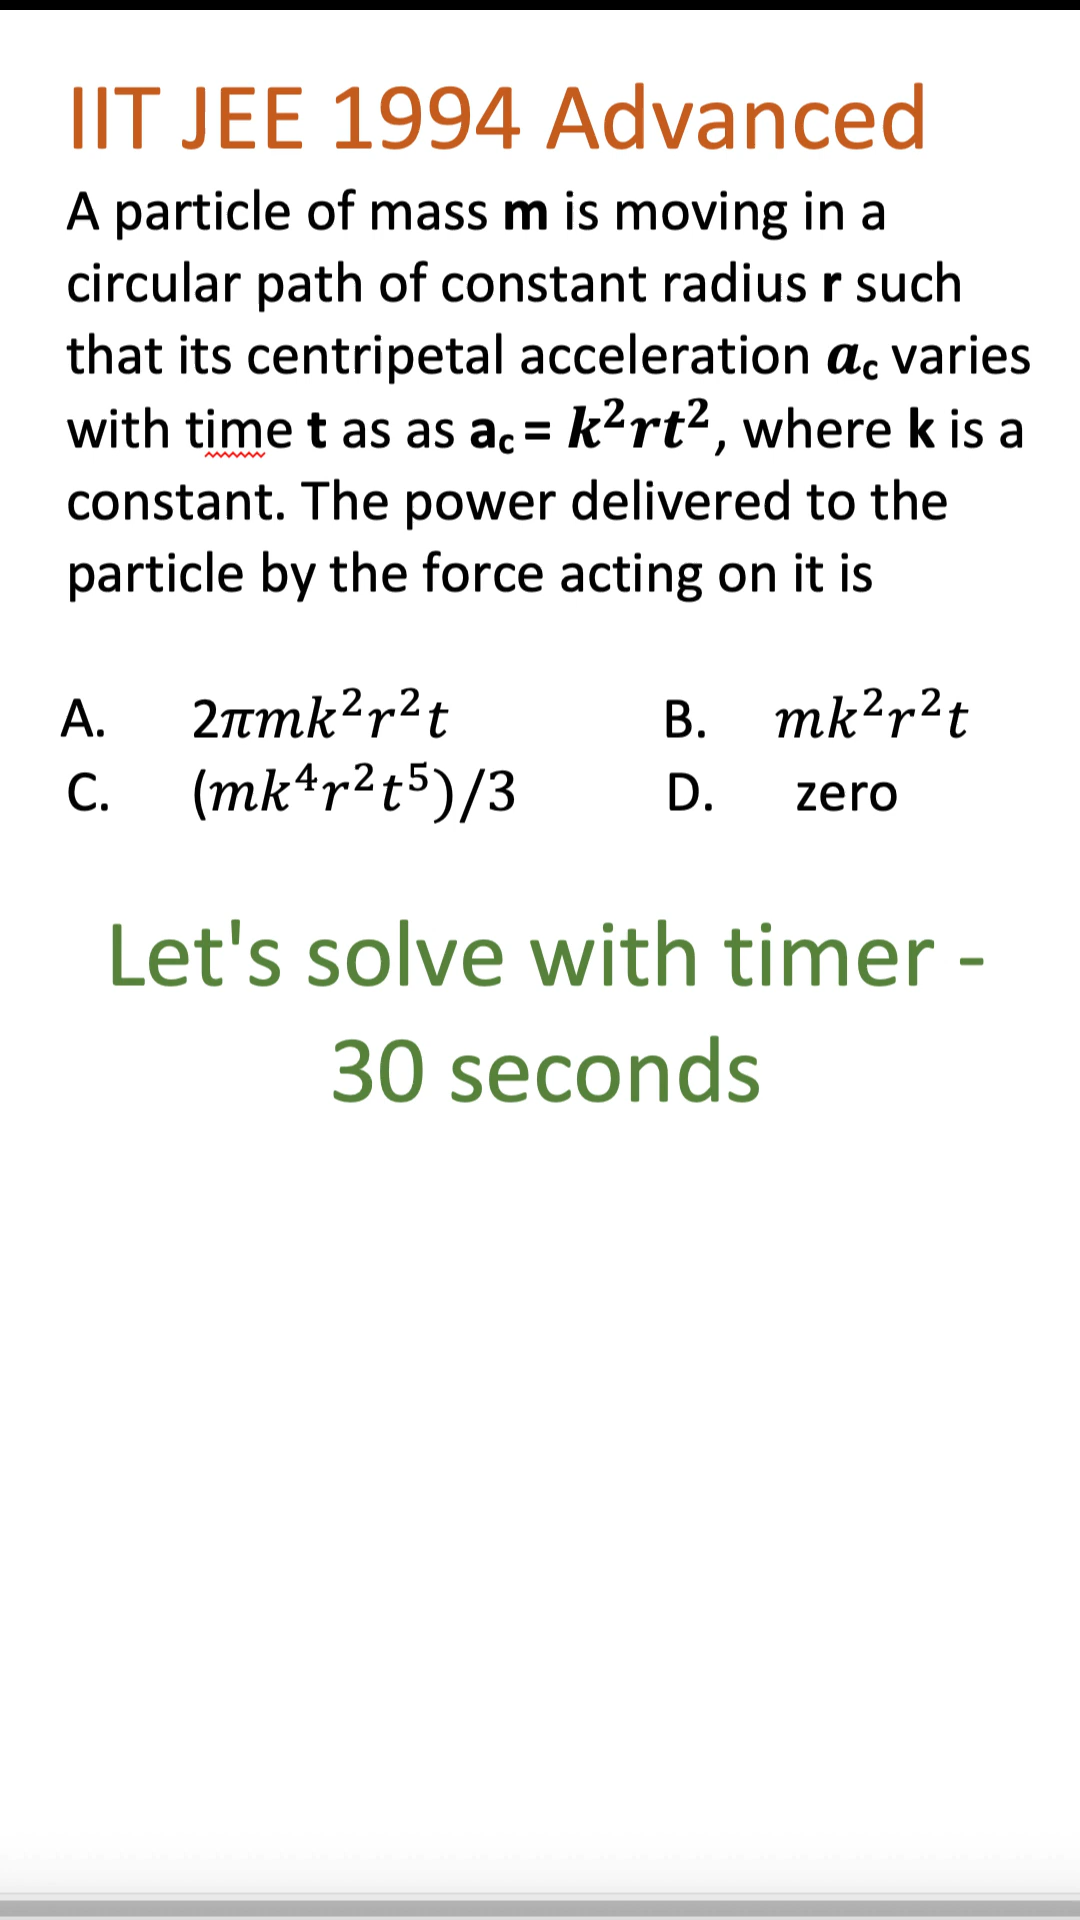 IIT JEE 1994 Advanced
A particle of mass m is moving in a
circular path of constant radius r such
that its centripetal acceleration a꜀ varies
with time t as as a꜀ = k²rt², where k is a
constant. The power delivered to the
particle by the force acting on it is
A. 2πmk²r²t B. mk²r²t
C. (mk⁴r²t⁵)/3 D. zero
Let's solve with timer -
30 seconds